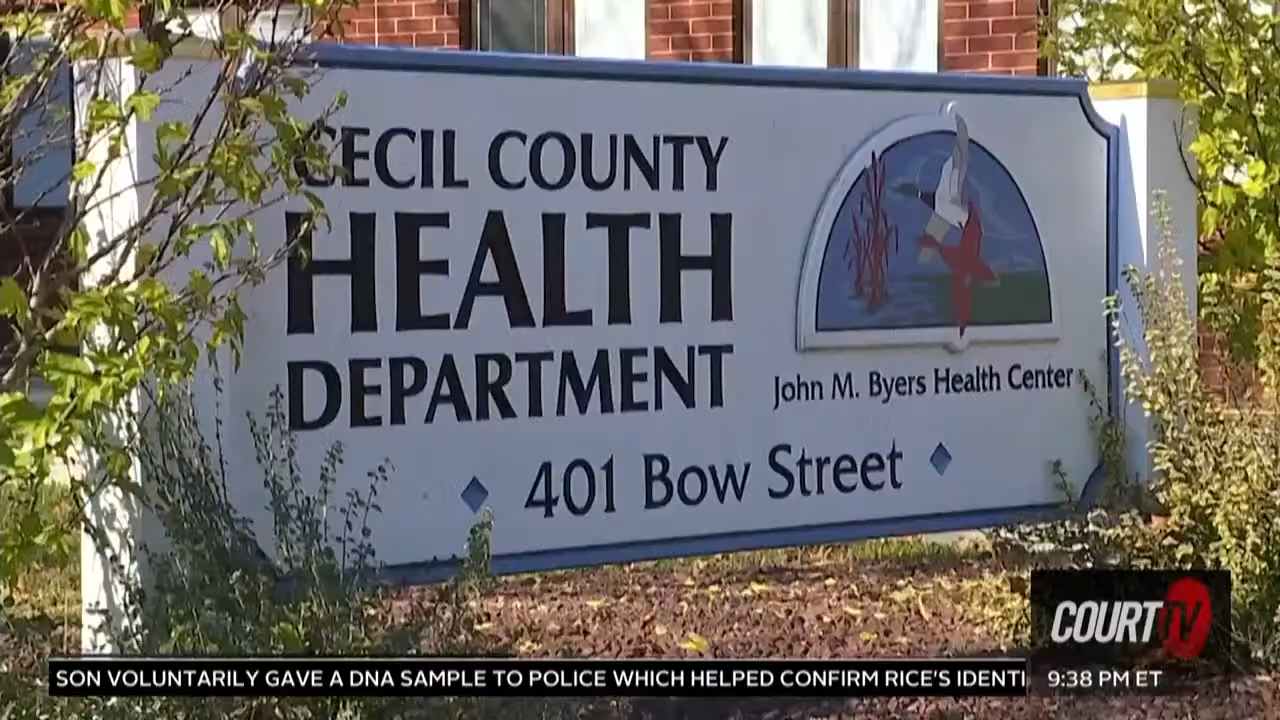 CECIL COUNTY
HEALTH
DEPARTMENT
John M. Byers Health Center
401 Bow Street
COURT TV
SON VOLUNTARILY GAVE A DNA SAMPLE TO POLICE WHICH HELPED CONFIRM RICE'S IDENTI
9:38 PM ET